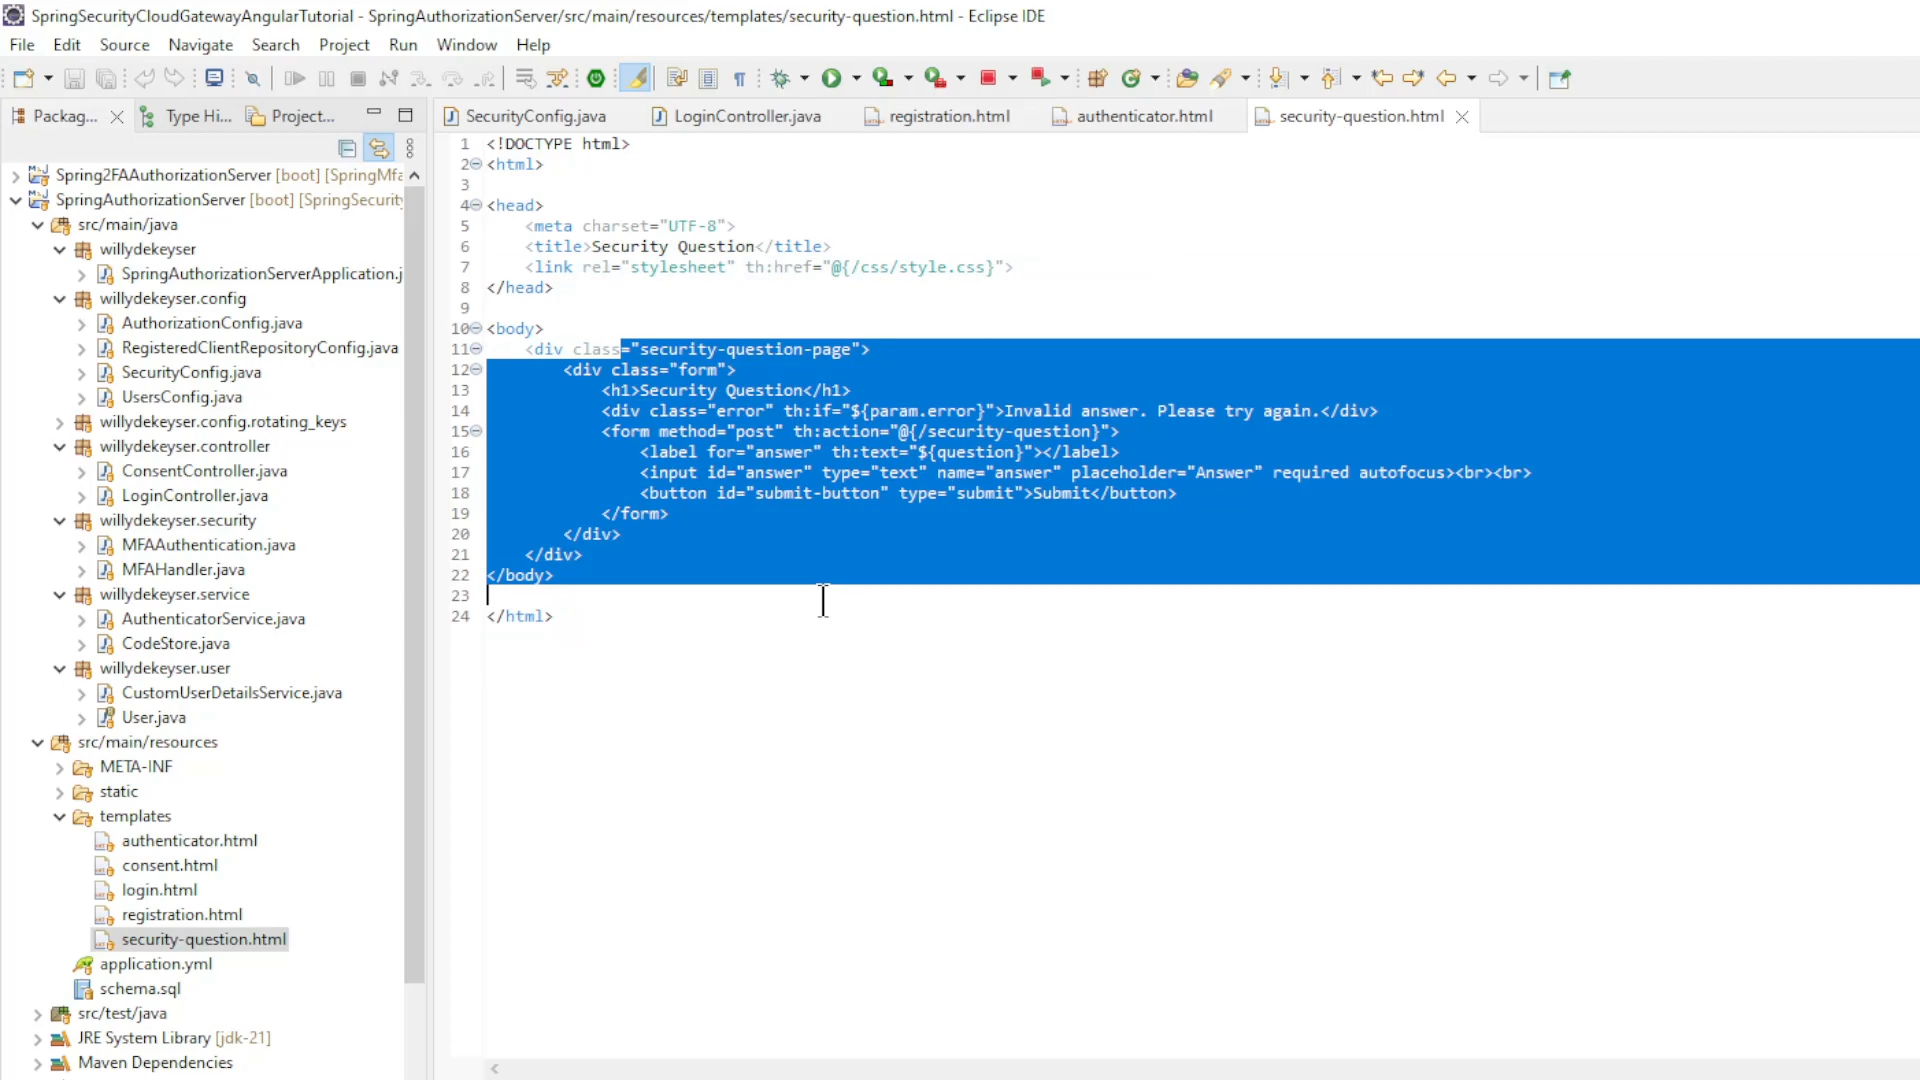 SpringSecurityCloudGatewayAngularTutorial - SpringAuthorizationServer/src/main/resources/templates/security-question.html - Eclipse IDE
File Edit Source Navigate Search Project Run Window Help
Packag... Type Hi... Project...
SecurityConfig.java LoginController.java registration.html authenticator.html security-question.html
Spring2FAAuthorizationServer [boot] [SpringMfa
SpringAuthorizationServer [boot] [SpringSecurity
src/main/java
willydekeyser
SpringAuthorizationServerApplication.j
willydekeyser.config
AuthorizationConfig.java
RegisteredClientRepositoryConfig.java
SecurityConfig.java
UsersConfig.java
willydekeyser.config.rotating_keys
willydekeyser.controller
ConsentController.java
LoginController.java
willydekeyser.security
MFAAuthentication.java
MFAHandler.java
willydekeyser.service
AuthenticatorService.java
CodeStore.java
willydekeyser.user
CustomUserDetailsService.java
User.java
src/main/resources
META-INF
static
templates
authenticator.html
consent.html
login.html
registration.html
security-question.html
application.yml
schema.sql
src/test/java
JRE System Library [jdk-21]
Maven Dependencies
1 <!DOCTYPE html>
2 <html>
3
4 <head>
5 <meta charset="UTF-8">
6 <title>Security Question</title>
7 <link rel="stylesheet" th:href="@{/css/style.css}">
8 </head>
9
10 <body>
11 <div class="security-question-page">
12 <div class="form">
13 <h1>Security Question</h1>
14 <div class="error" th:if="${param.error}">Invalid answer. Please try again.</div>
15 <form method="post" th:action="@{/security-question}">
16 <label for="answer" th:text="${question}"></label>
17 <input id="answer" type="text" name="answer" placeholder="Answer" required autofocus><br><br>
18 <button id="submit-button" type="submit">Submit</button>
19 </form>
20 </div>
21 </div>
22 </body>
23
24 </html>